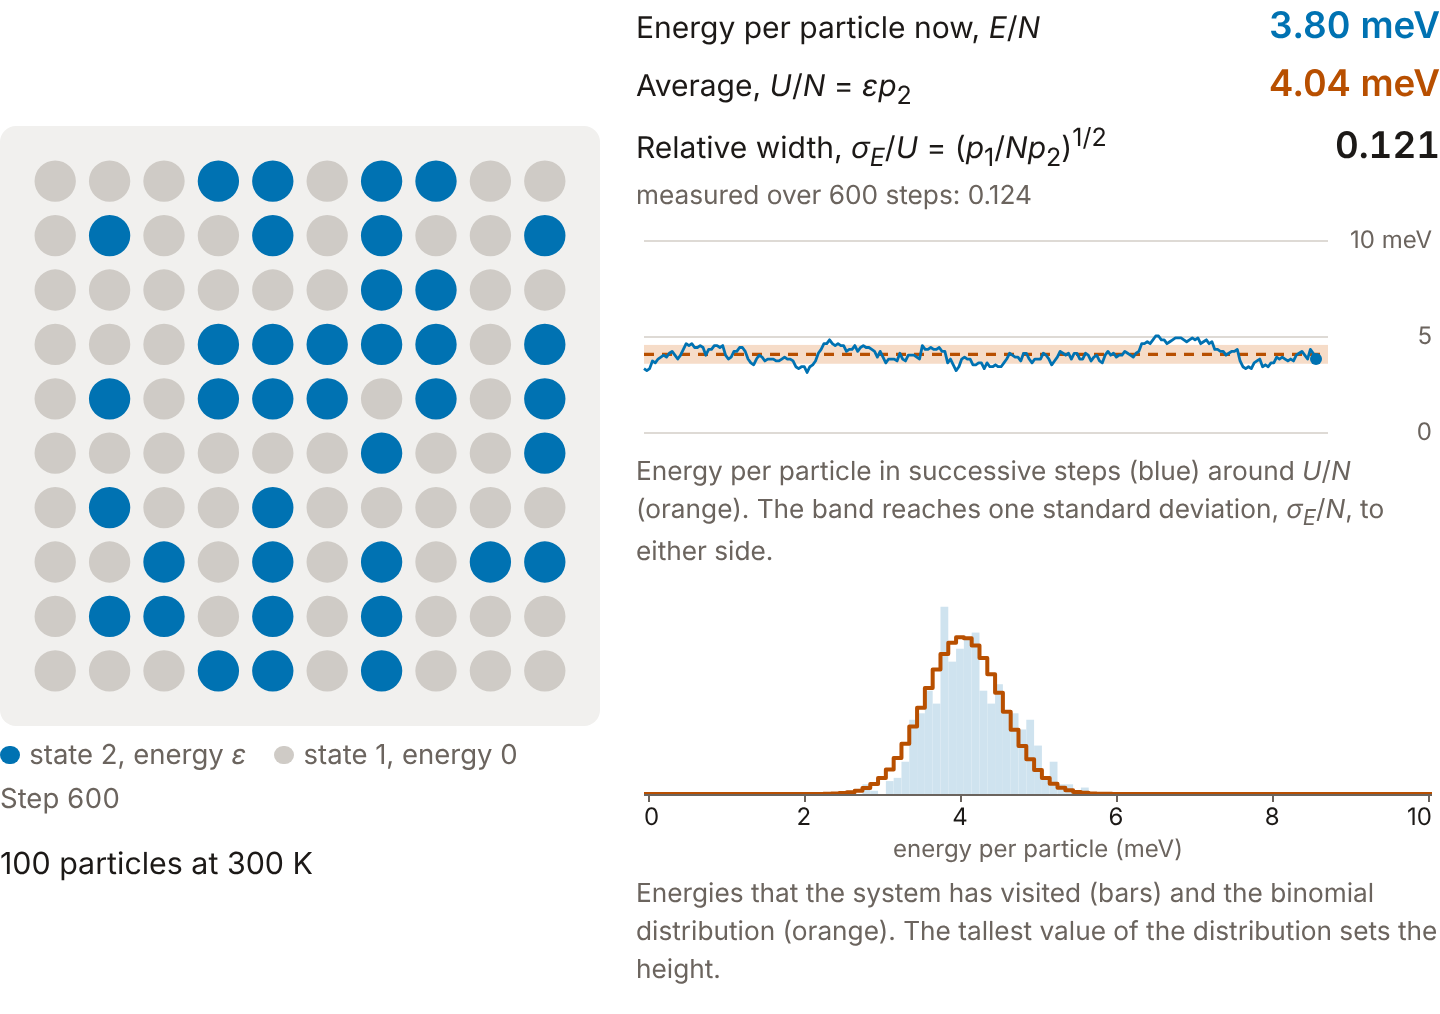 Energy per particle now, E/N 3.80 meV
Average, U/N = εp₂ 4.04 meV
Relative width, σ_E/U = (p₁/Np₂)^1/2 0.121
measured over 600 steps: 0.124
10 meV
5
0
Energy per particle in successive steps (blue) around U/N
(orange). The band reaches one standard deviation, σ_E/N, to
either side.
0 2 4 6 8 10
energy per particle (meV)
Energies that the system has visited (bars) and the binomial
distribution (orange). The tallest value of the distribution sets the
height.
state 2, energy ε state 1, energy 0
Step 600
100 particles at 300 K